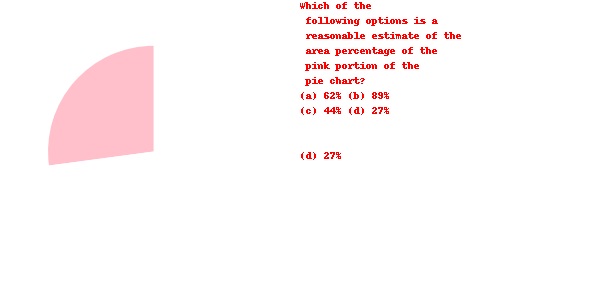 Which of the
following options is a
reasonable estimate of the
area percentage of the
pink portion of the
pie chart?
(a) 62% (b) 89%
(c) 44% (d) 27%
(d) 27%